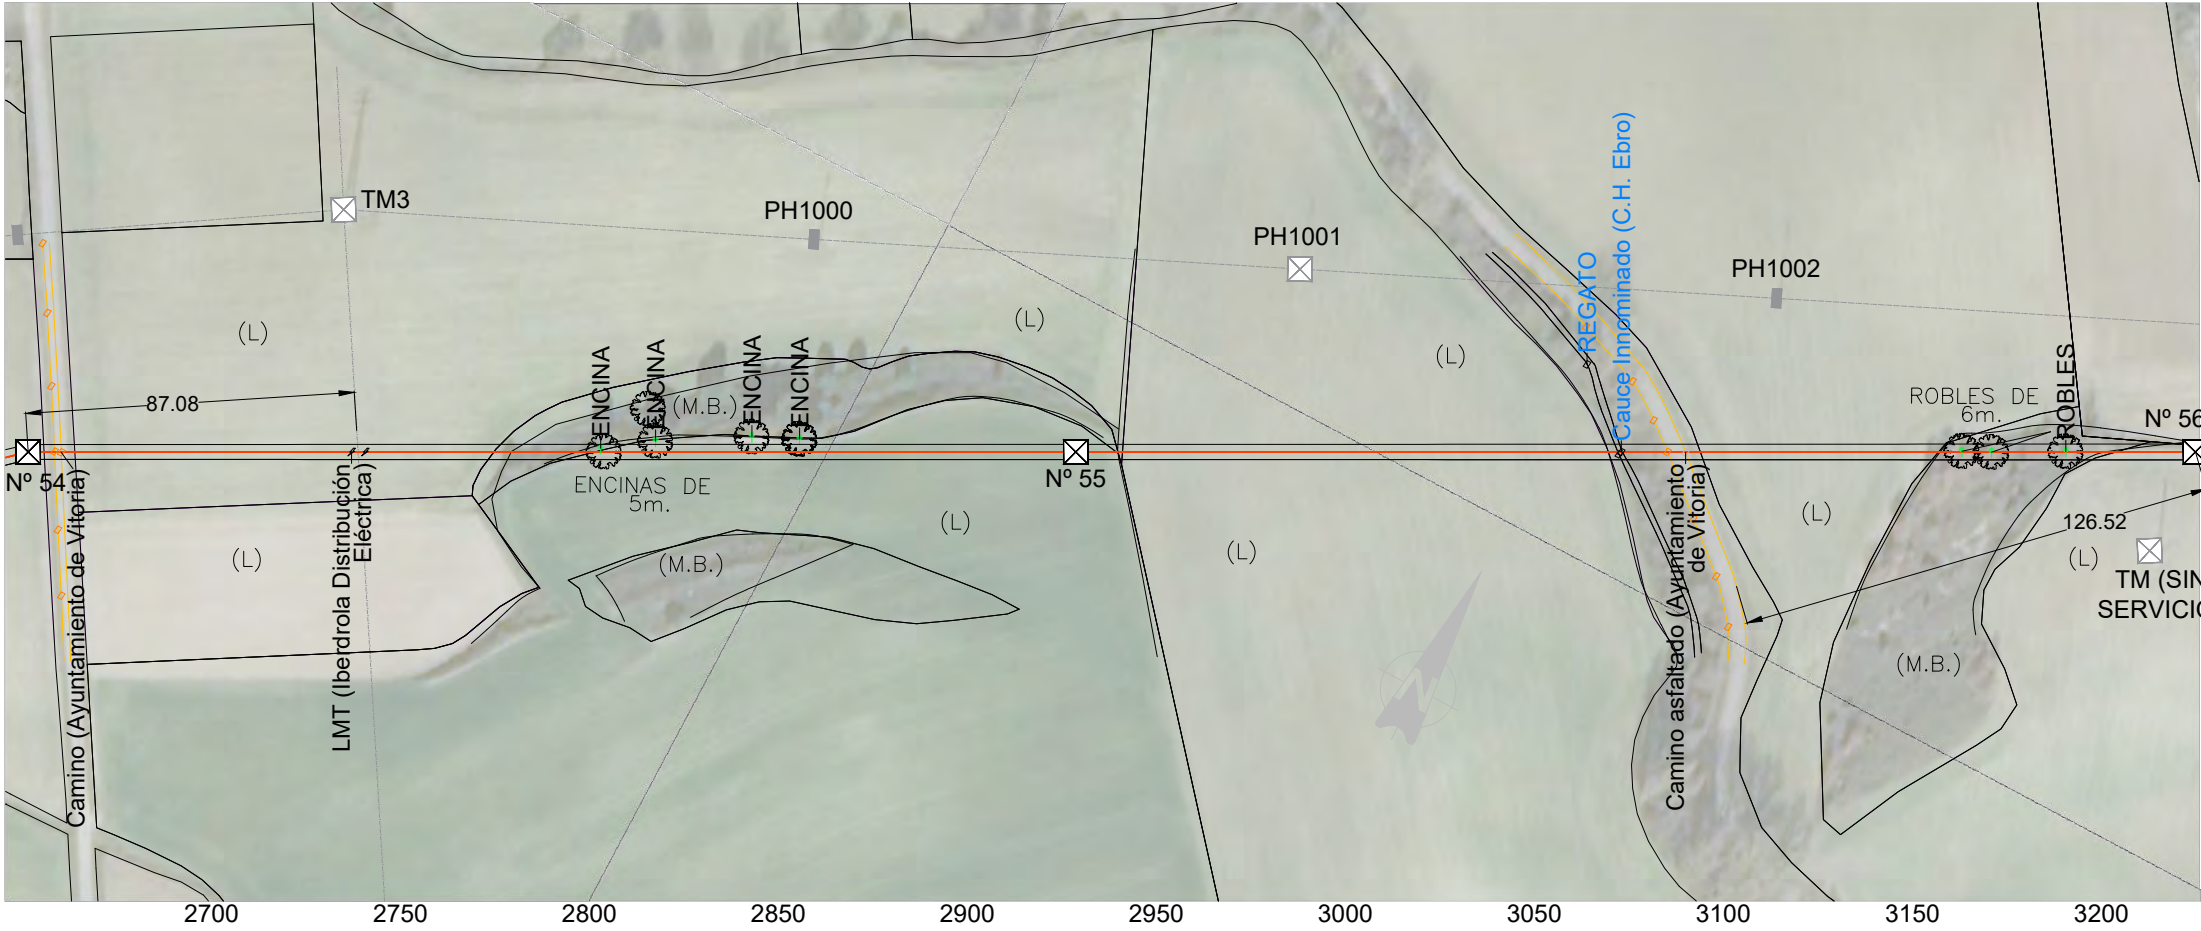 TM3
PH1000
PH1001
PH1002
REGATO
Cauce Innominado (C.H. Ebro)
(L)
(L)
(L)
87.08
ENCINA
ENCINA
ENCINA
ENCINA
(M.B.)
ROBLES DE
6m.
ROBLES
Nº 56
Nº 54
Nº 55
ENCINAS DE
5m.
Camino (Ayuntamiento de Vitoria)
LMT (Iberdrola Distribución
Eléctrica)
Camino asfaltado (Ayuntamiento
de Vitoria)
(L)
(L)
(L)
(L)
(L)
126.52
(M.B.)
TM (SIN
SERVICIO
(M.B.)
2700
2750
2800
2850
2900
2950
3000
3050
3100
3150
3200